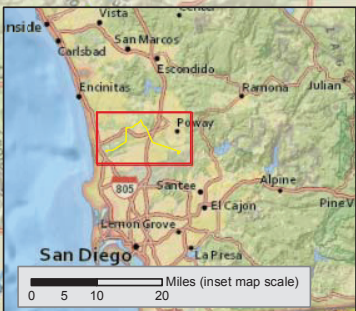 nside
Vista
Carlsbad
San Marcos
Escondido
Encinitas
Ramona
Julian
Poway
805
Santee
Alpine
El Cajon
Pine V
Lemon Grove
San Diego
La Presa
Miles (inset map scale)
0 5 10 20